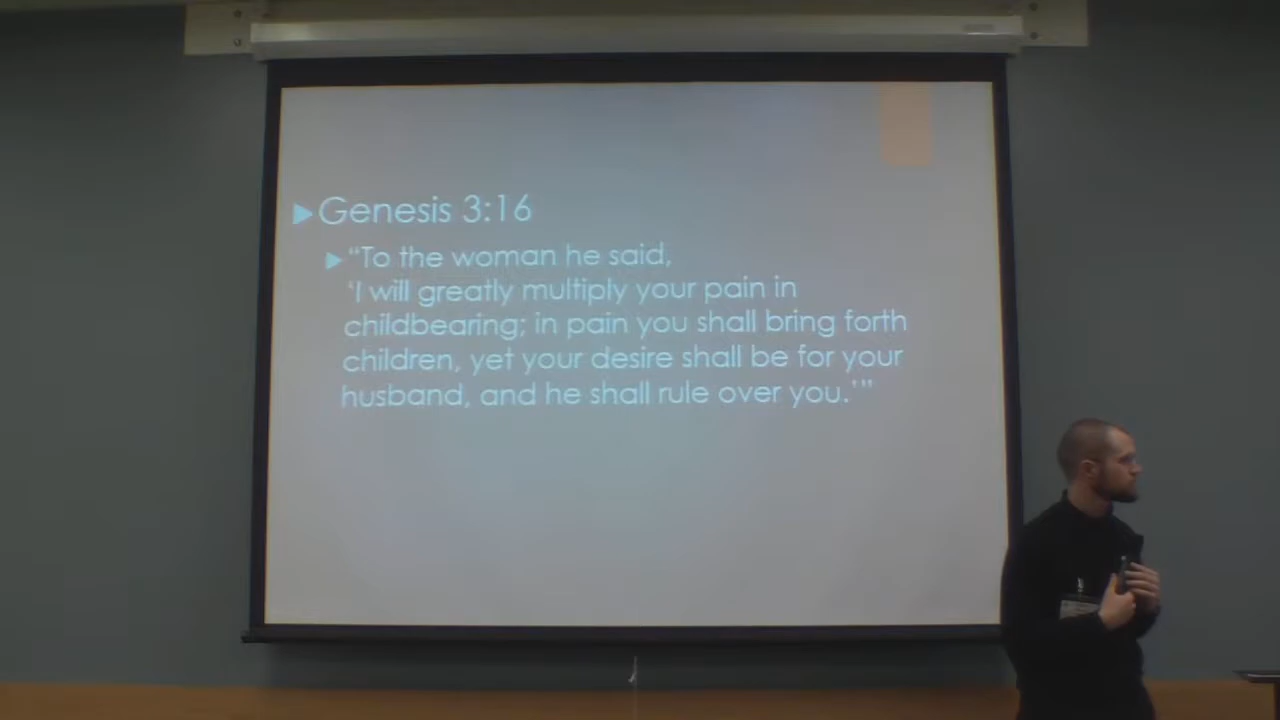 Genesis 3:16
“To the woman he said,
‘I will greatly multiply your pain in
childbearing; in pain you shall bring forth
children, yet your desire shall be for your
husband, and he shall rule over you.’”